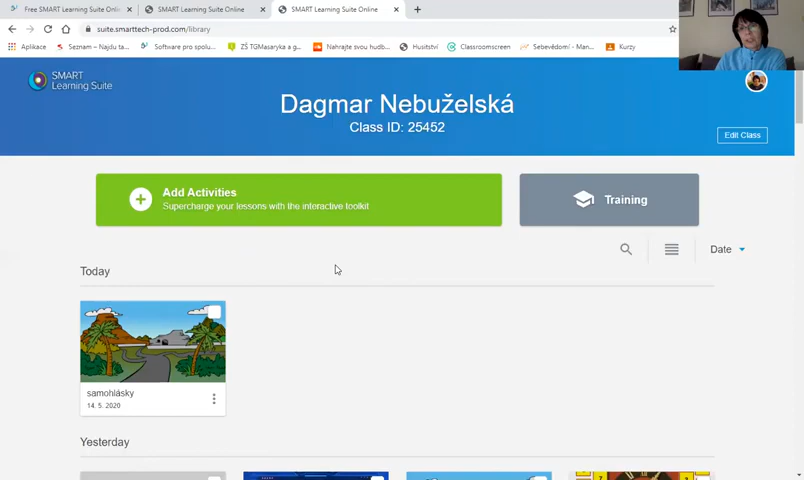 Free SMART Learning Suite Onlin
SMART Learning Suite Online
SMART Learning Suite Online
suite.smarttech-prod.com/library
Aplikace
Seznam – Najdu ta...
Software pro spolu...
ZŠ TGMasaryka a g...
Nahrajte svou hudb...
Husitství
Classroomscreen
Sebevědomí - Man...
Kurzy
SMART
Learning Suite
Dagmar Nebuželská
Class ID: 25452
Edit Class
Add Activities
Supercharge your lessons with the interactive toolkit
Training
Date
Today
samohlásky
14. 5. 2020
Yesterday